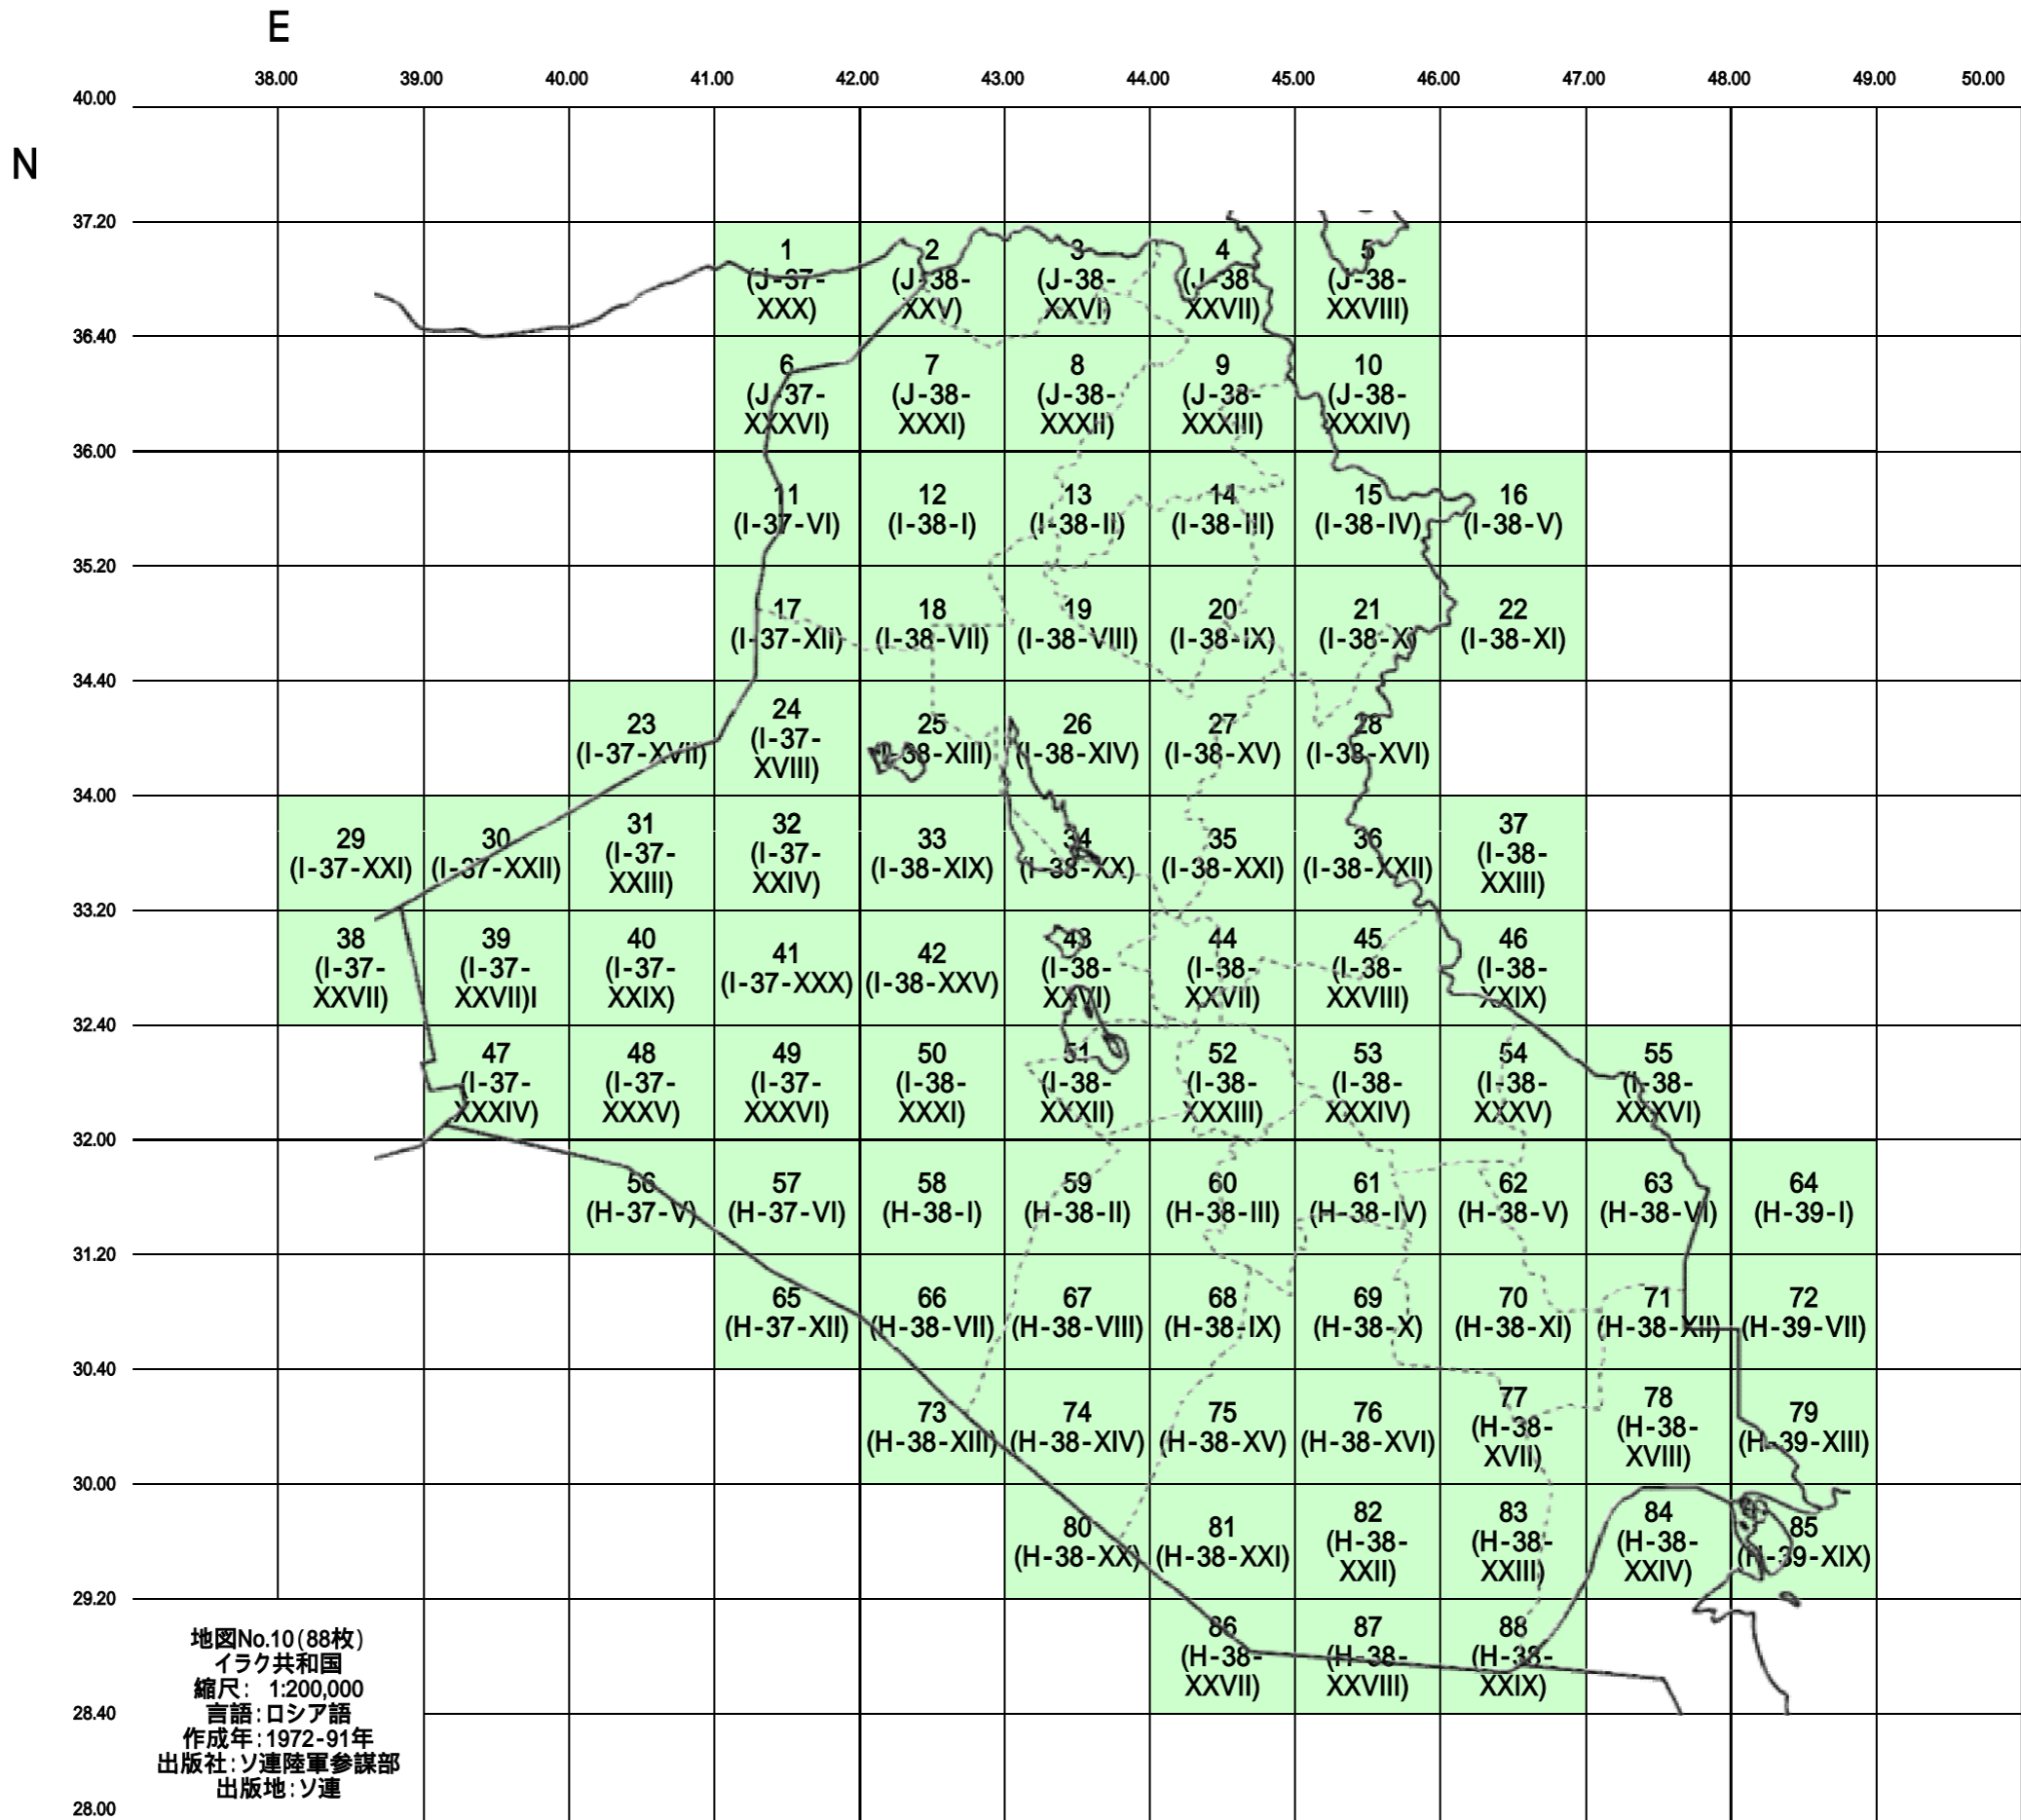 E
38.00 39.00 40.00 41.00 42.00 43.00 44.00 45.00 46.00 47.00 48.00 49.00 50.00
40.00
N
37.20
1 2 3 4 5
(J-37- (J-38- (J-38- (J-38- (J-38-
XXX) XXV) XXVI) XXVII) XXVIII)
36.40
6 7 8 9 10
(J-37- (J-38- (J-38- (J-38- (J-38-
XXXVI) XXXI) XXXII) XXXIII) XXXIV)
36.00
11 12 13 14 15 16
(I-37-VI) (I-38-I) (I-38-II) (I-38-III) (I-38-IV) (I-38-V)
35.20
17 18 19 20 21 22
(I-37-XII) (I-38-VII) (I-38-VIII) (I-38-IX) (I-38-X) (I-38-XI)
34.40
23 24 25 26 27 28
(I-37-XVII) (I-37- (I-38-XIII) (I-38-XIV) (I-38-XV) (I-38-XVI)
XVIII)
34.00
29 30 31 32 33 34 35 36 37
(I-37-XXI) (I-37-XXII) (I-37- (I-37- (I-38-XIX) (I-38-XX) (I-38-XXI) (I-38-XXII) (I-38-
XXIII) XXIV) XXIII)
33.20
38 39 40 41 42 43 44 45 46
(I-37- (I-37- (I-37- (I-37-XXX) (I-38-XXV) (I-38- (I-38- (I-38- (I-38-
XXVII) XXVII)I XXIX) XXVI) XXVII) XXVIII) XXIX)
32.40
47 48 49 50 51 52 53 54 55
(I-37- (I-37- (I-37- (I-38- (I-38- (I-38- (I-38- (I-38- (I-38-
XXXIV) XXXV) XXXVI) XXXI) XXXII) XXXIII) XXXIV) XXXV) XXXVI)
32.00
56 57 58 59 60 61 62 63 64
(H-37-V) (H-37-VI) (H-38-I) (H-38-II) (H-38-III) (H-38-IV) (H-38-V) (H-38-VI) (H-39-I)
31.20
65 66 67 68 69 70 71 72
(H-37-XII) (H-38-VII) (H-38-VIII) (H-38-IX) (H-38-X) (H-38-XI) (H-38-XII) (H-39-VII)
30.40
73 74 75 76 77 78 79
(H-38-XIII) (H-38-XIV) (H-38-XV) (H-38-XVI) (H-38- (H-38- (H-39-XIII)
XVII) XVIII)
30.00
80 81 82 83 84 85
(H-38-XX) (H-38-XXI) (H-38- (H-38- (H-38- (H-39-XIX)
XXII) XXIII) XXIV)
29.20
86 87 88
(H-38- (H-38- (H-38-
XXVII) XXVIII) XXIX)
28.40
28.00
地図No.10(88枚)
イラク共和国
縮尺: 1:200,000
言語:ロシア語
作成年:1972-91年
出版社:ソ連陸軍参謀部
出版地:ソ連